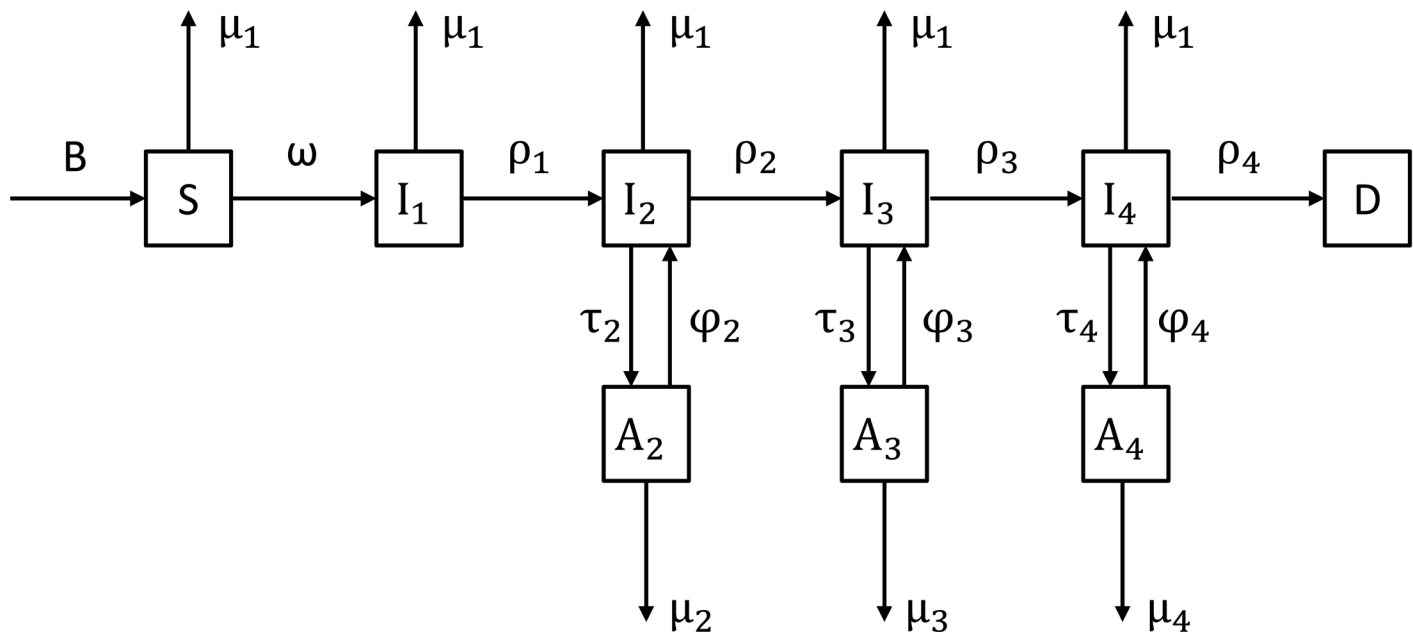 μ₁ μ₁ μ₁ μ₁ μ₁
B ω ρ₁ ρ₂ ρ₃ ρ₄
S I₁ I₂ I₃ I₄ D
τ₂ φ₂ τ₃ φ₃ τ₄ φ₄
A₂ A₃ A₄
μ₂ μ₃ μ₄